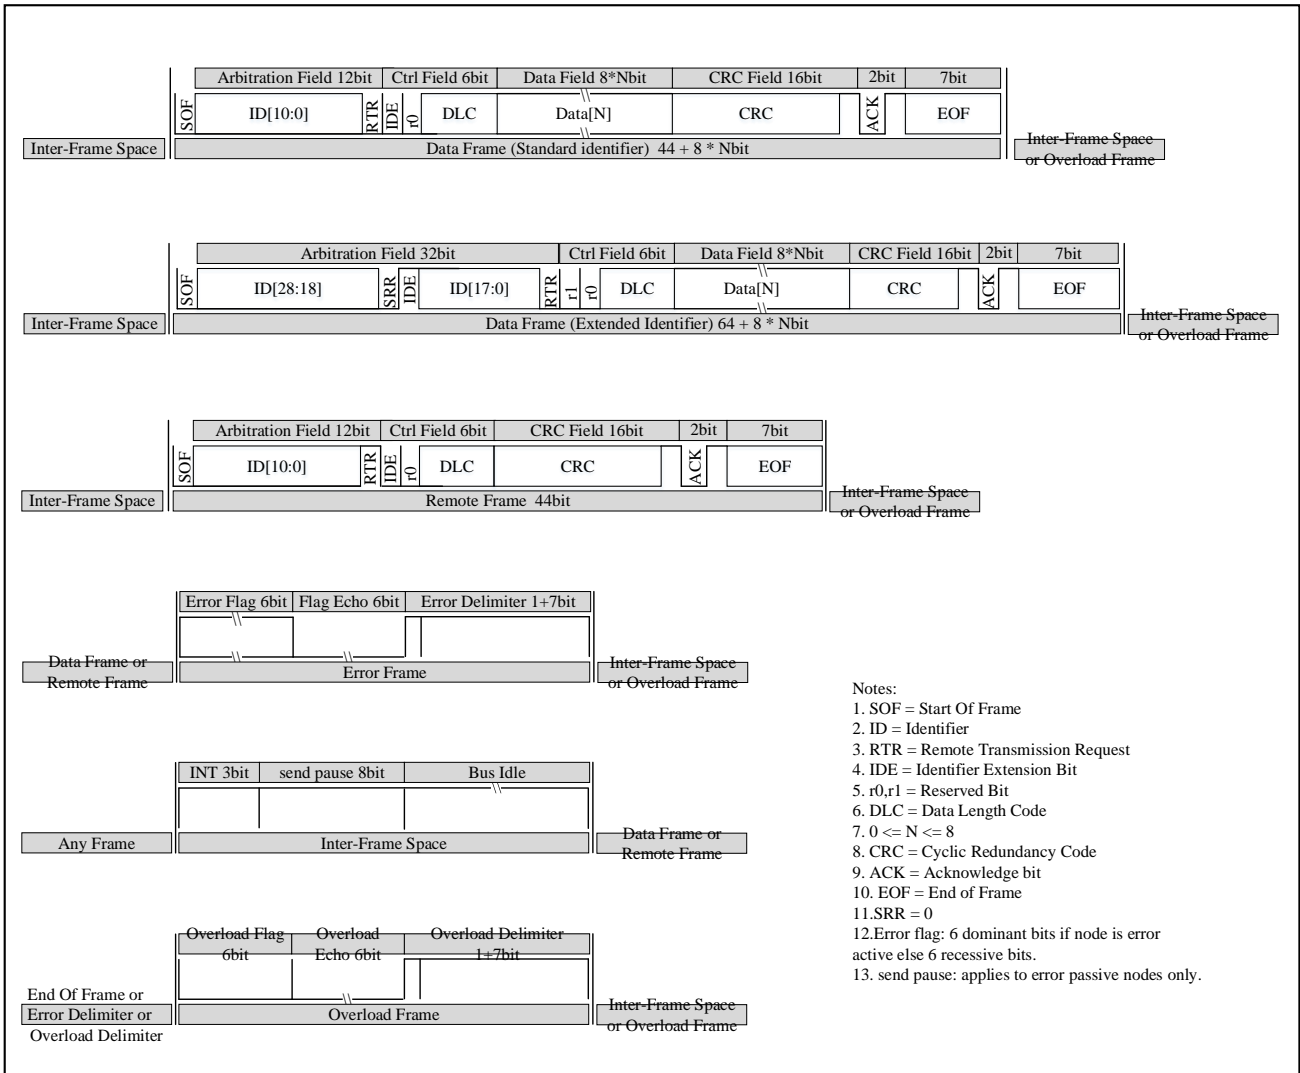 Arbitration Field 12bit Ctrl Field 6bit Data Field 8*Nbit CRC Field 16bit 2bit 7bit
SOF ID[10:0] RTR IDE r0 DLC Data[N] CRC ACK EOF
Inter-Frame Space Data Frame (Standard identifier) 44 + 8 * Nbit Inter-Frame Space
or Overload Frame
Arbitration Field 32bit Ctrl Field 6bit Data Field 8*Nbit CRC Field 16bit 2bit 7bit
SOF ID[28:18] SRR IDE ID[17:0] RTR r1 r0 DLC Data[N] CRC ACK EOF
Inter-Frame Space Data Frame (Extended Identifier) 64 + 8 * Nbit Inter-Frame Space
or Overload Frame
Arbitration Field 12bit Ctrl Field 6bit CRC Field 16bit 2bit 7bit
SOF ID[10:0] RTR IDE r0 DLC CRC ACK EOF
Inter-Frame Space Remote Frame 44bit Inter-Frame Space
or Overload Frame
Error Flag 6bit Flag Echo 6bit Error Delimiter 1+7bit
Data Frame or
Remote Frame Error Frame Inter-Frame Space
or Overload Frame
INT 3bit send pause 8bit Bus Idle
Any Frame Inter-Frame Space Data Frame or
Remote Frame
Overload Flag
6bit Overload
Echo 6bit Overload Delimiter
1+7bit
End Of Frame or
Error Delimiter or
Overload Delimiter Overload Frame Inter-Frame Space
or Overload Frame
Notes:
1. SOF = Start Of Frame
2. ID = Identifier
3. RTR = Remote Transmission Request
4. IDE = Identifier Extension Bit
5. r0,r1 = Reserved Bit
6. DLC = Data Length Code
7. 0 <= N <= 8
8. CRC = Cyclic Redundancy Code
9. ACK = Acknowledge bit
10. EOF = End of Frame
11.SRR = 0
12.Error flag: 6 dominant bits if node is error
active else 6 recessive bits.
13. send pause: applies to error passive nodes only.